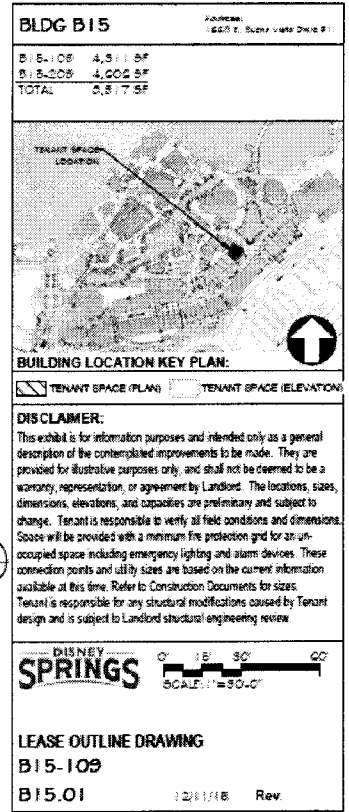 BLDG B15
B15-109 4,311 SF
B15-209 4,606 SF
TOTAL
TENANT SPACE
LOCATION
BUILDING LOCATION KEY PLAN:
TENANT SPACE (PLAN) TENANT SPACE (ELEVATION)
DISCLAIMER:
This exhibit is for information purposes and intended only as a general
description of the contemplated improvements to be made. They are
provided for illustrative purposes only, and shall not be deemed to be a
warranty, representation, or agreement by Landlord. The locations, sizes,
dimensions, elevations, and capacities are preliminary and subject to
change. Tenant is responsible to verify all field conditions and dimensions.
Space will be provided with a minimum fire protection grid for an un-
occupied space including emergency lighting and alarm devices. These
connection points and utility sizes are based on the current information
available at this time. Refer to Construction Documents for sizes.
Tenant is responsible for any structural modifications caused by Tenant
design and is subject to Landlord structural engineering review.
DISNEY
SPRINGS
0' 15' 30' 60'
SCALE: 1"=30'-0"
LEASE OUTLINE DRAWING
B15-109
B15.01 12/11/18 Rev.